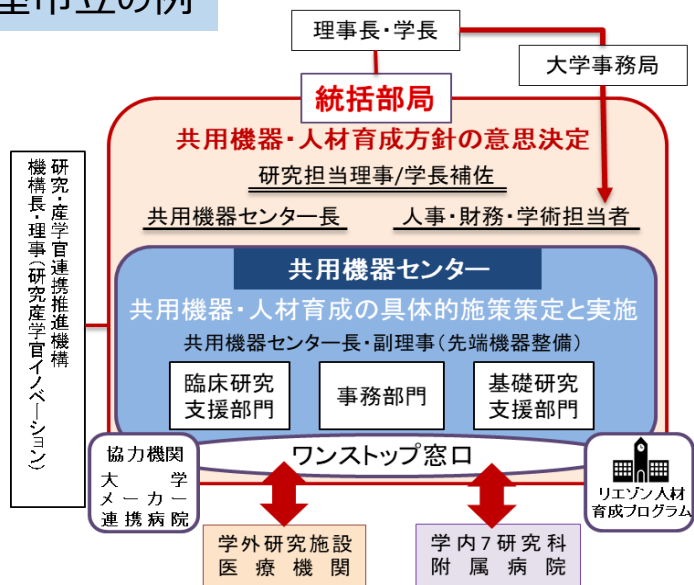 市立の例
理事長・学長
大学事務局
統括部局
共用機器・人材育成方針の意思決定
研究担当理事/学長補佐
共用機器センター長
人事・財務・学術担当者
研究・産学官連携推進機構
機構長・理事(研究産学官イノベーション)
共用機器センター
共用機器・人材育成の具体的施策策定と実施
共用機器センター長・副理事(先端機器整備)
臨床研究
支援部門
事務部門
基礎研究
支援部門
ワンストップ窓口
協力機関
大学
メーカー
連携病院
リエゾン人材
育成プログラム
学外研究施設
医療機関
学内7研究科
附属病院